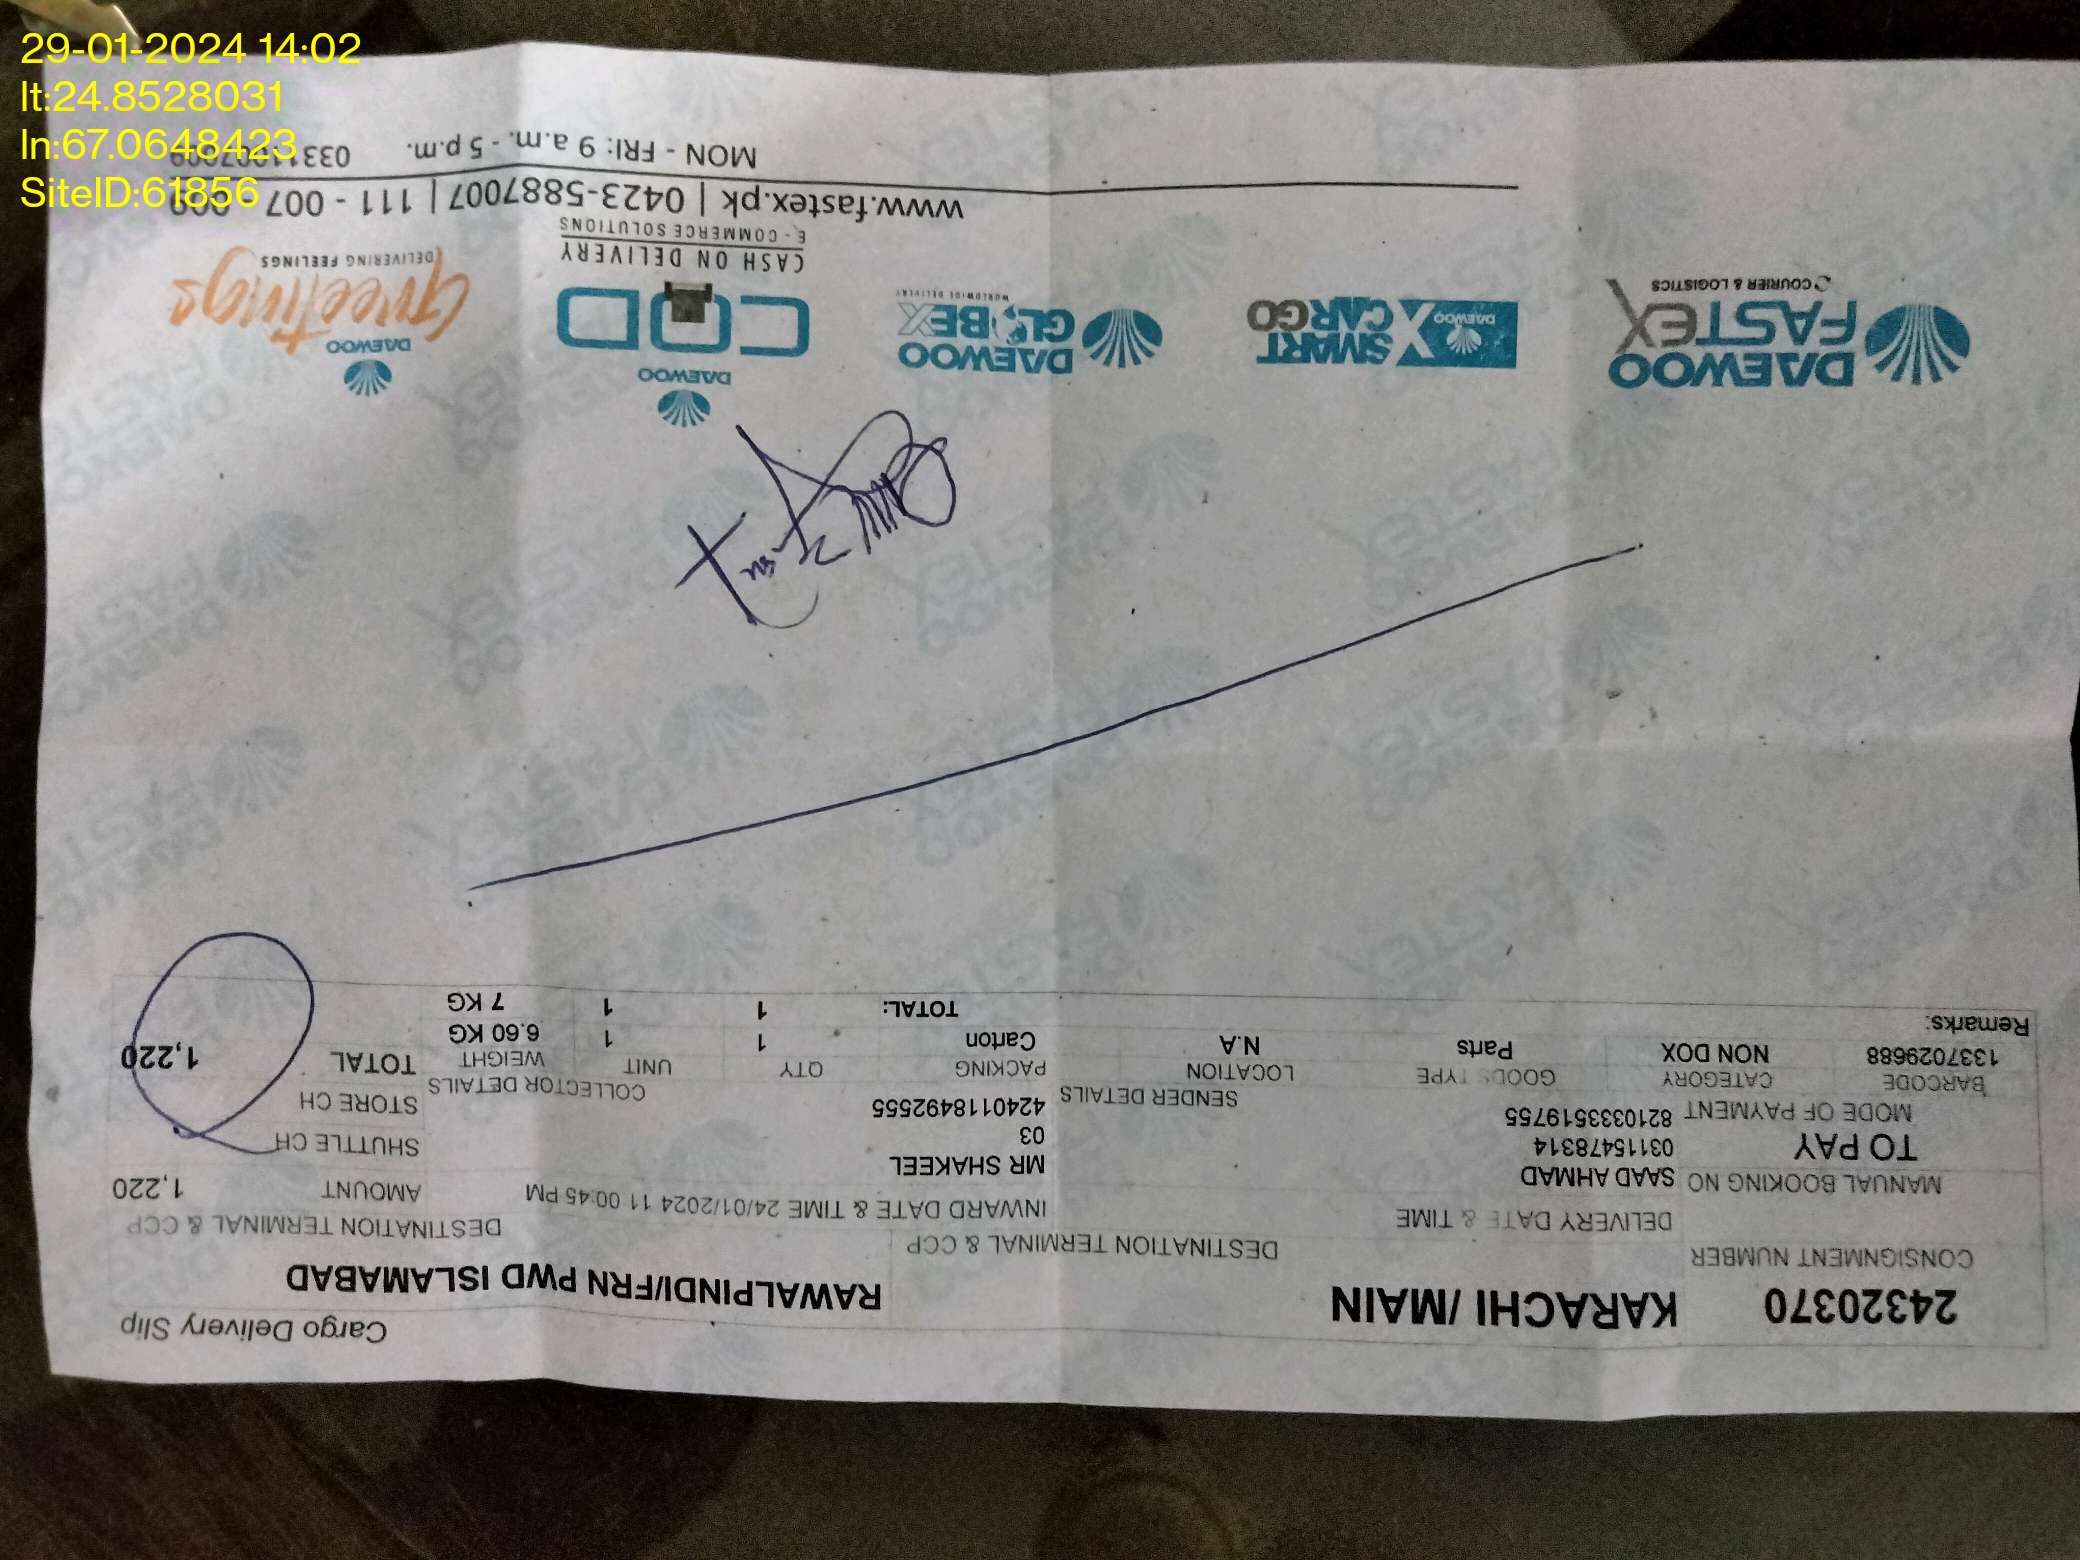 29-01-2024 14:02
lt:24.8528031
ln:67.0648423
SiteID:61856
Cargo Delivery Slip
24320370 KARACHI / MAIN RAWALPINDI/FRN PWD ISLAMABAD
CONSIGNMENT NUMBER DESTINATION TERMINAL & CCP DESTINATION TERMINAL & CCP
DELIVERY DATE & TIME INWARD DATE & TIME 24/01/2024 11 00:45 PM AMOUNT 1,220
MANUAL BOOKING NO SAAD AHMAD MR SHAKEEL SHUTTLE CH
TO PAY 03115478314 03
MODE OF PAYMENT 8210333519755 SENDER DETAILS 4240118492555 COLLECTOR DETAILS STORE CH
BARCODE CATEGORY GOODS TYPE LOCATION PACKING QTY UNIT WEIGHT TOTAL 1,220
1337029688 NON DOX Parts N.A Carton 1 1 6.60 KG
Remarks: TOTAL: 1 1 7 KG
DAEWOO
FASTEX
COURIER & LOGISTICS
DAEWOO
SMART
CARGO
DAEWOO
GLOBEX
WORLDWIDE DELIVERY
DAEWOO
COD
CASH ON DELIVERY
E - COMMERCE SOLUTIONS
DAEWOO
Greetings
DELIVERING FEELINGS
www.fastex.pk | 0423-5887007 | 111 - 007 -
MON - FRI: 9 a.m. - 5 p.m.